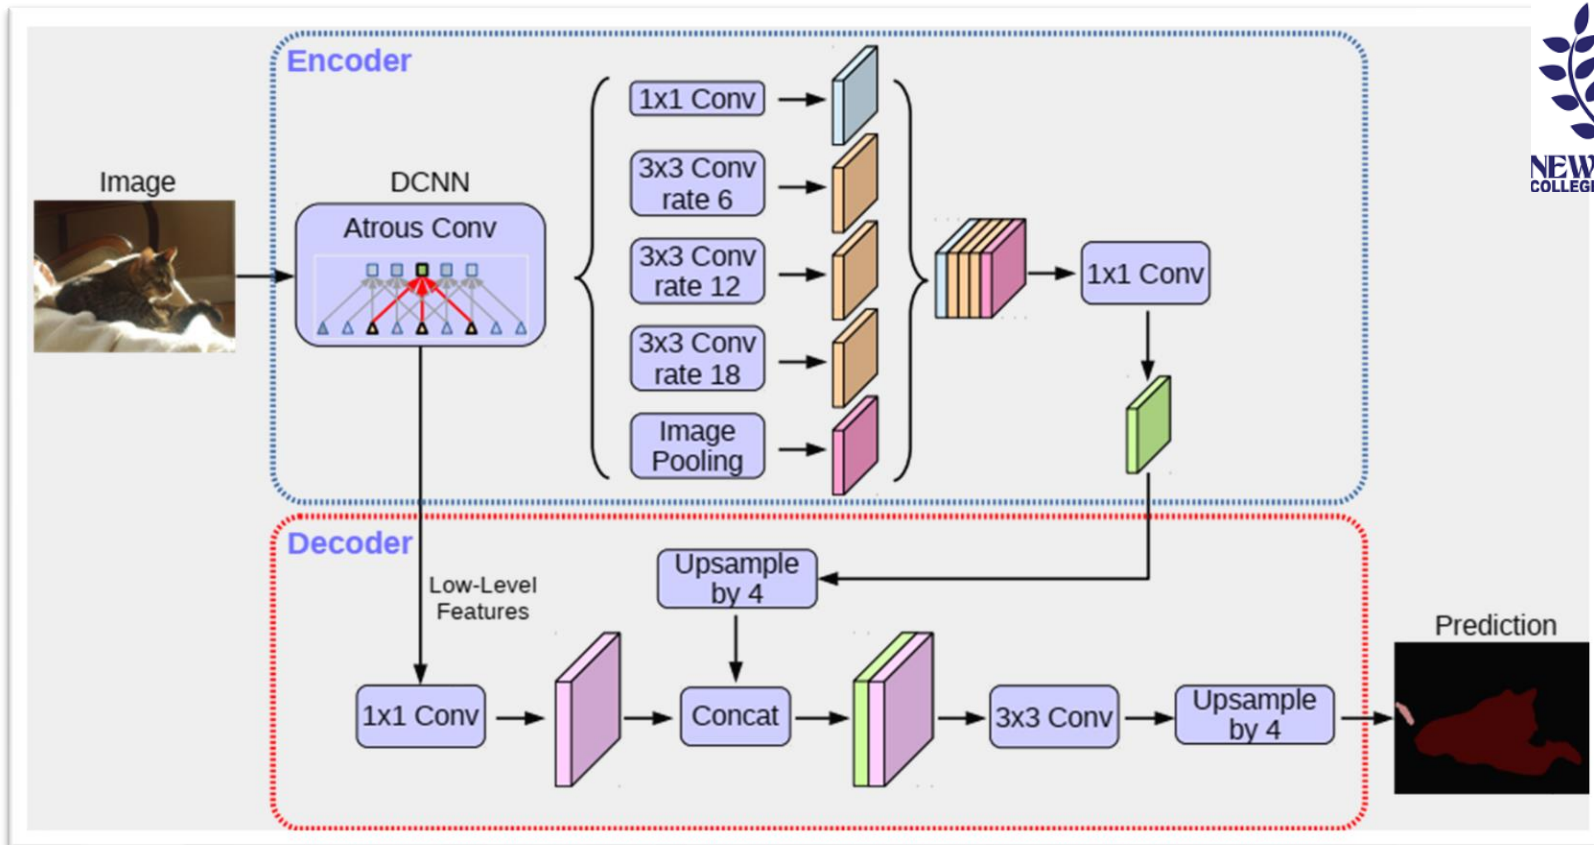 Encoder
Image
DCNN
Atrous Conv
1x1 Conv
3x3 Conv
rate 6
3x3 Conv
rate 12
3x3 Conv
rate 18
Image
Pooling
1x1 Conv
NEW
COLLEGE
Decoder
Low-Level
Features
Upsample
by 4
1x1 Conv
Concat
3x3 Conv
Upsample
by 4
Prediction